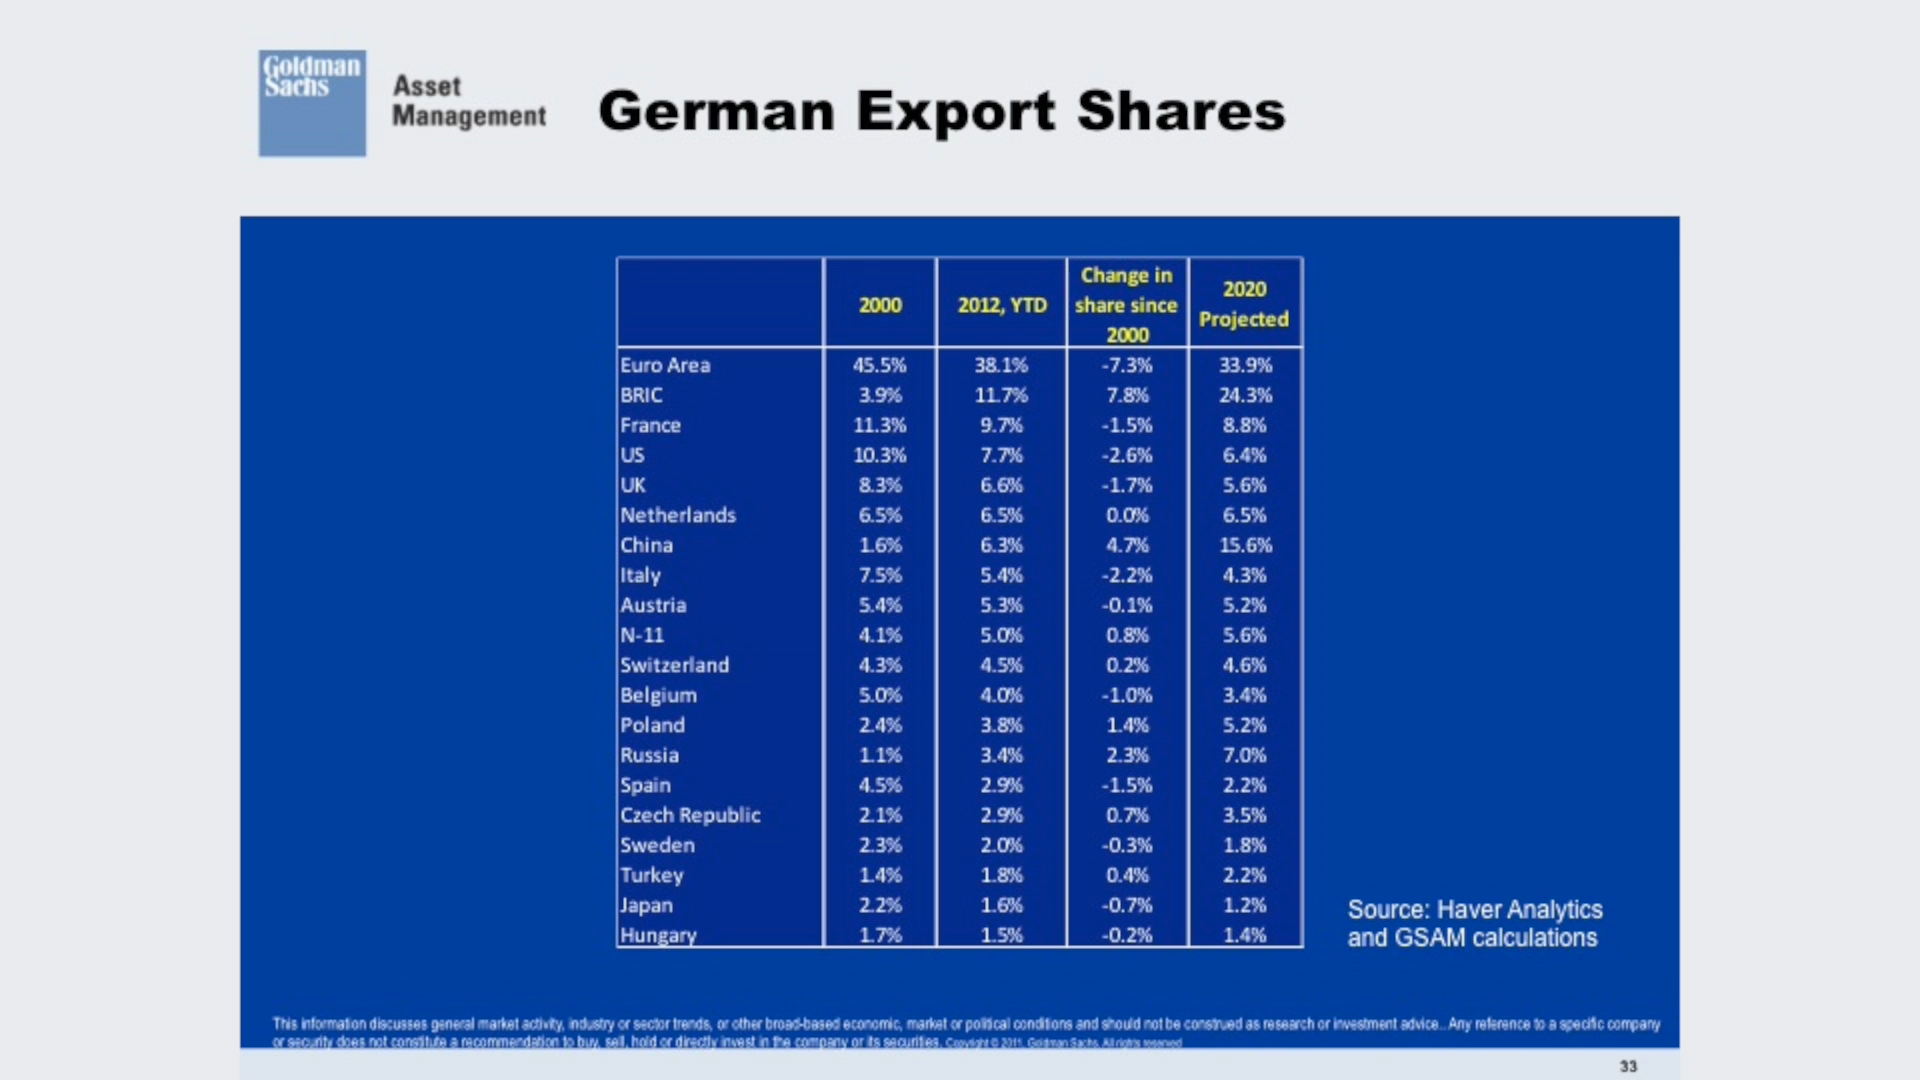 Goldman
Sachs
Asset
Management
German Export Shares
2000 2012, YTD Change in share since 2000 2020 Projected
Euro Area 45.5% 38.1% -7.3% 33.9%
BRIC 3.9% 11.7% 7.8% 24.3%
France 11.3% 9.7% -1.5% 8.8%
US 10.3% 7.7% -2.6% 6.4%
UK 8.3% 6.6% -1.7% 5.6%
Netherlands 6.5% 6.5% 0.0% 6.5%
China 1.6% 6.3% 4.7% 15.6%
Italy 7.5% 5.4% -2.2% 4.3%
Austria 5.4% 5.3% -0.1% 5.2%
N-11 4.1% 5.0% 0.8% 5.6%
Switzerland 4.3% 4.5% 0.2% 4.6%
Belgium 5.0% 4.0% -1.0% 3.4%
Poland 2.4% 3.8% 1.4% 5.2%
Russia 1.1% 3.4% 2.3% 7.0%
Spain 4.5% 2.9% -1.5% 2.2%
Czech Republic 2.1% 2.9% 0.7% 3.5%
Sweden 2.3% 2.0% -0.3% 1.8%
Turkey 1.4% 1.8% 0.4% 2.2%
Japan 2.2% 1.6% -0.7% 1.2%
Hungary 1.7% 1.5% -0.2% 1.4%
Source: Haver Analytics
and GSAM calculations
This information discusses general market activity, industry or sector trends, or other broad-based economic, market or political conditions and should not be construed as research or investment advice.. Any reference to a specific company
or security does not constitute a recommendation to buy, sell, hold or directly invest in the company or its securities. Copyright © 2011, Goldman Sachs. All rights reserved
33